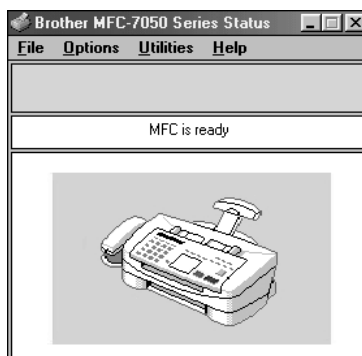 Brother MFC-7050 Series Status
File Options Utilities Help
MFC is ready